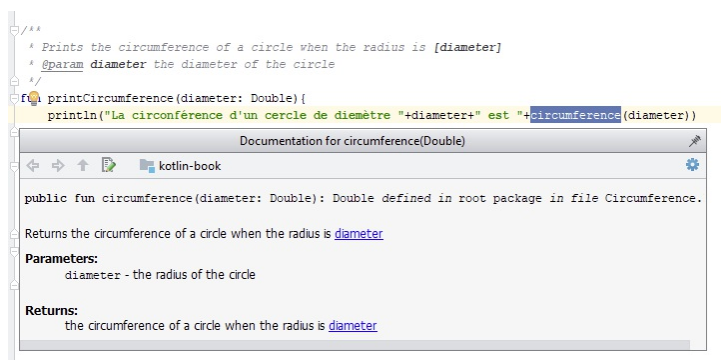 /**
* Prints the circumference of a circle when the radius is [diameter]
* @param diameter the diameter of the circle
*/
fun printCircumference(diameter: Double){
println("La circonférence d'un cercle de diemètre "+diameter+" est "+circumference(diameter))
Documentation for circumference(Double)
kotlin-book
public fun circumference(diameter: Double): Double defined in root package in file Circumference.
Returns the circumference of a circle when the radius is diameter
Parameters:
diameter - the radius of the circle
Returns:
the circumference of a circle when the radius is diameter